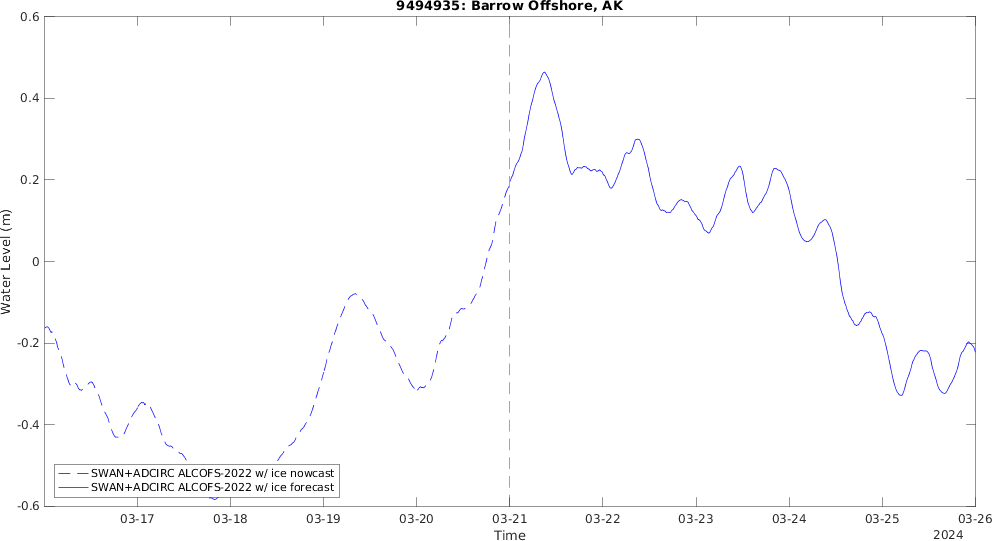 9494935: Barrow Offshore, AK
Water Level (m)
0.6
0.4
0.2
0
-0.2
-0.4
-0.6
SWAN+ADCIRC ALCOFS-2022 w/ ice nowcast
SWAN+ADCIRC ALCOFS-2022 w/ ice forecast
03-17 03-18 03-19 03-20 03-21 03-22 03-23 03-24 03-25 03-26
Time
2024